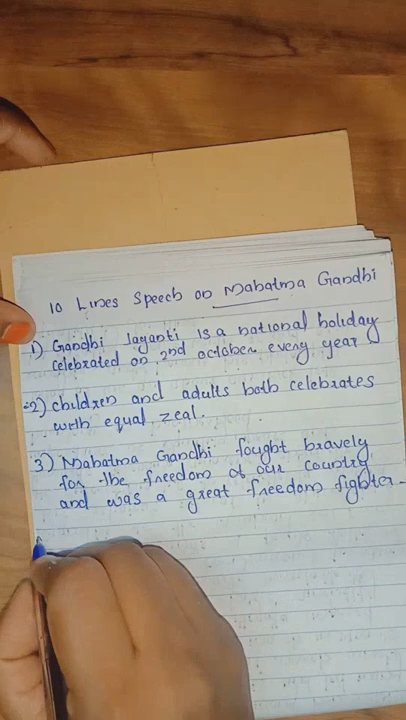 10 Lines Speech on Mahatma Gandhi
1) Gandhi Jayanti is a national holiday
celebrated on 2nd october every year
2) children and adults both celebrates
with equal zeal.
3) Mahatma Gandhi fought bravely
for the freedom of our country
and was a great freedom fighter.